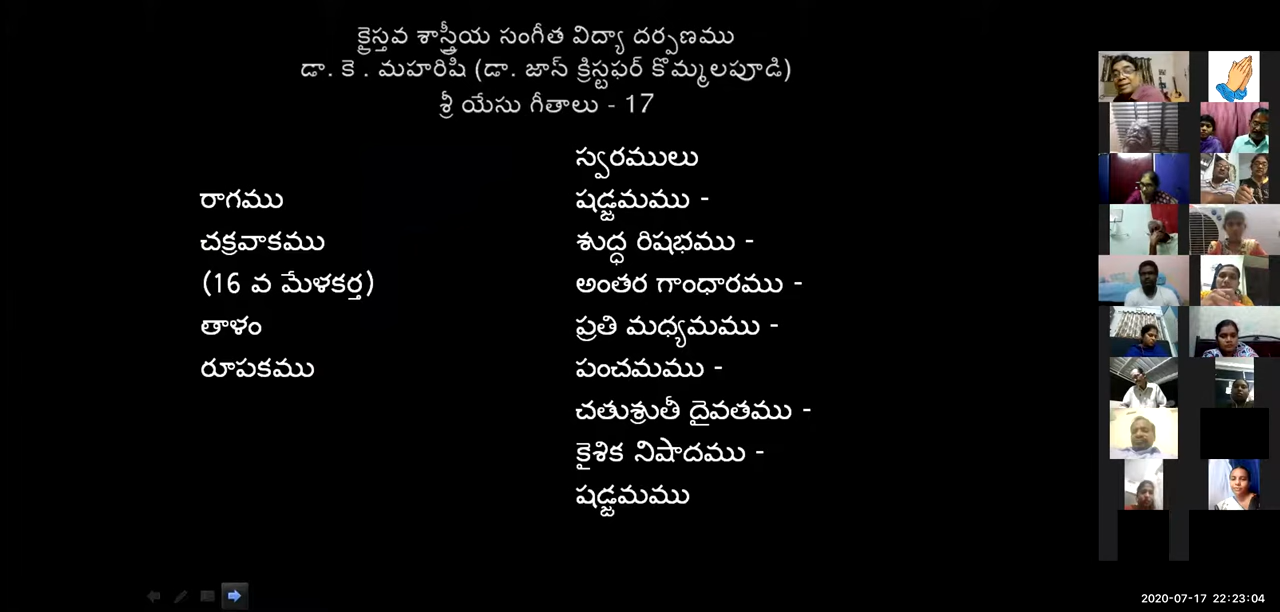 క్రైస్తవ శాస్త్రీయ సంగీత విద్యా దర్పణము
డా. కె . మహరిషి (డా. జాస్ క్రిస్టఫర్ కొమ్మలపూడి)
శ్రీ యేసు గీతాలు - 17
రాగము
చక్రవాకము
(16 వ మేళకర్త)
తాళం
రూపకము
స్వరములు
షడ్జమము -
శుద్ధ రిషభము -
అంతర గాంధారము -
ప్రతి మధ్యమము -
పంచమము -
చతుశ్రుతీ దైవతము -
కైశిక నిషాదము -
షడ్జమము
2020-07-17 22:23:04